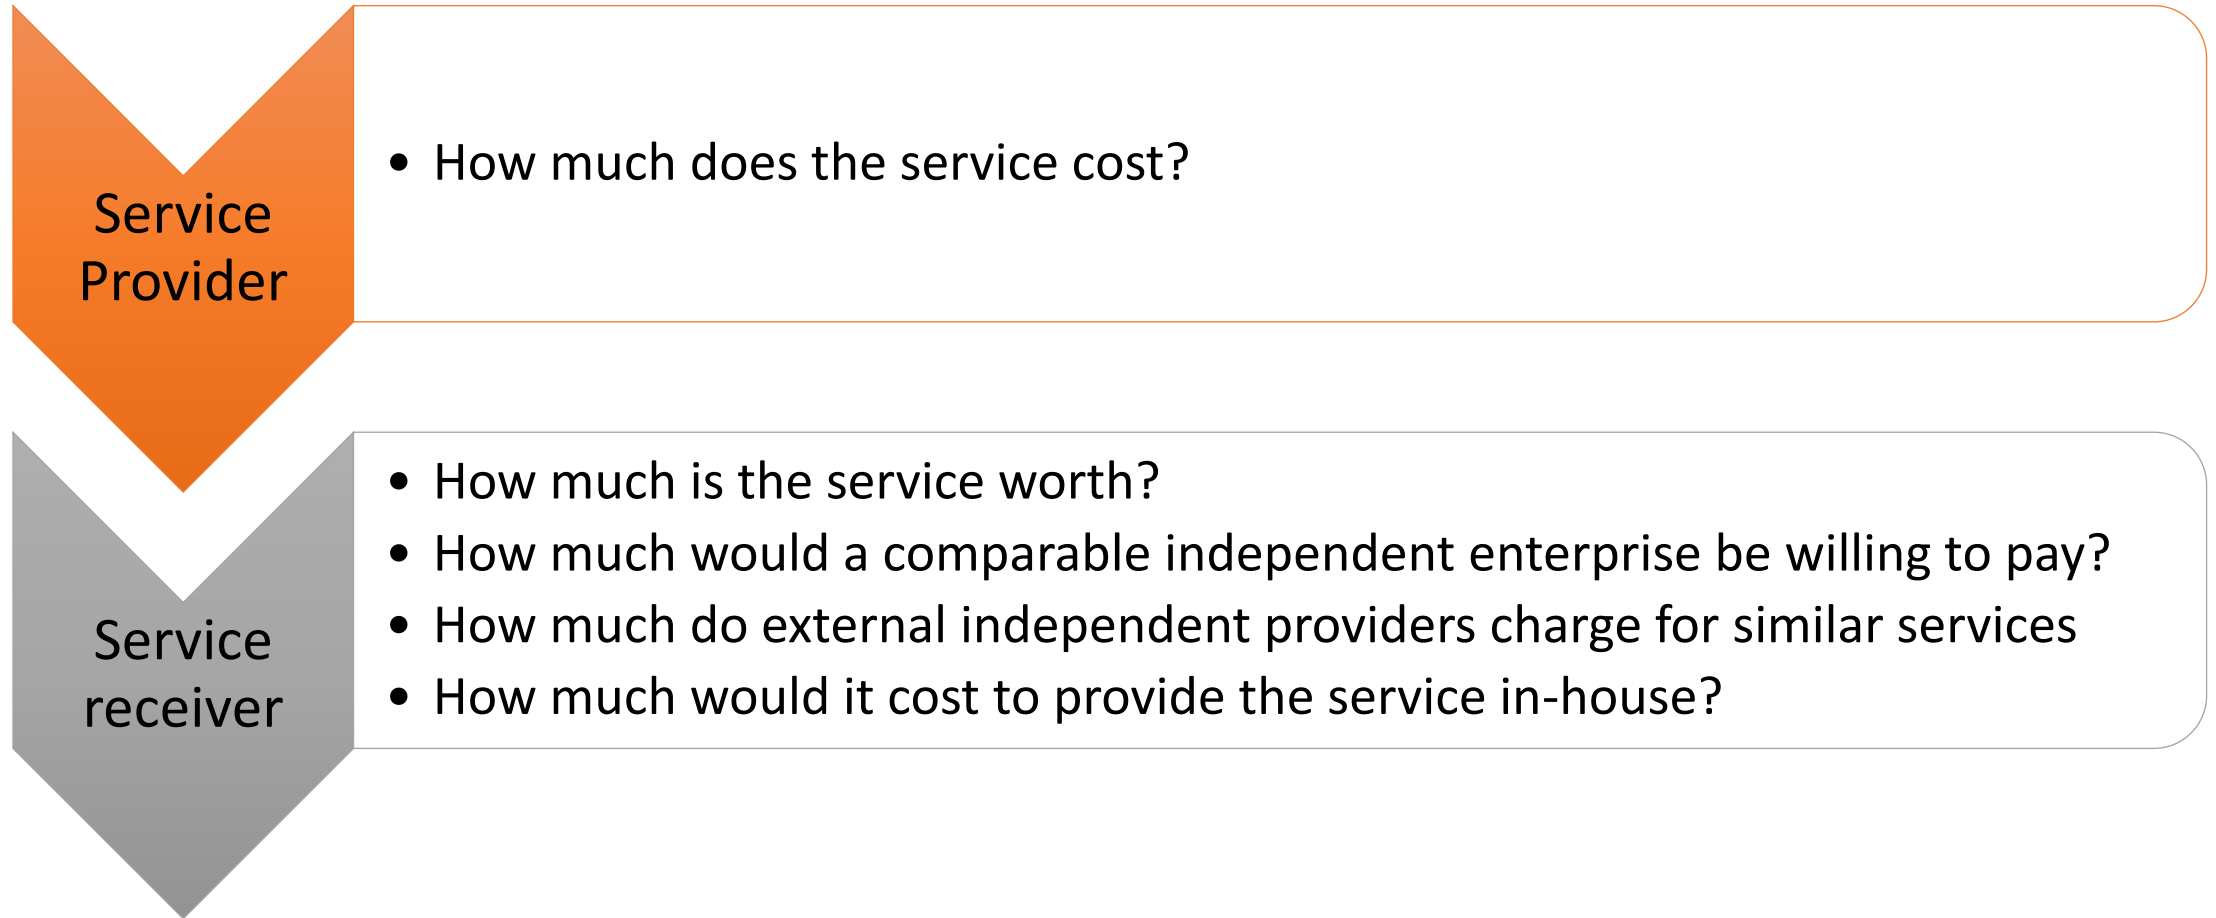 Service
Provider
• How much does the service cost?
Service
receiver
• How much is the service worth?
• How much would a comparable independent enterprise be willing to pay?
• How much do external independent providers charge for similar services
• How much would it cost to provide the service in-house?